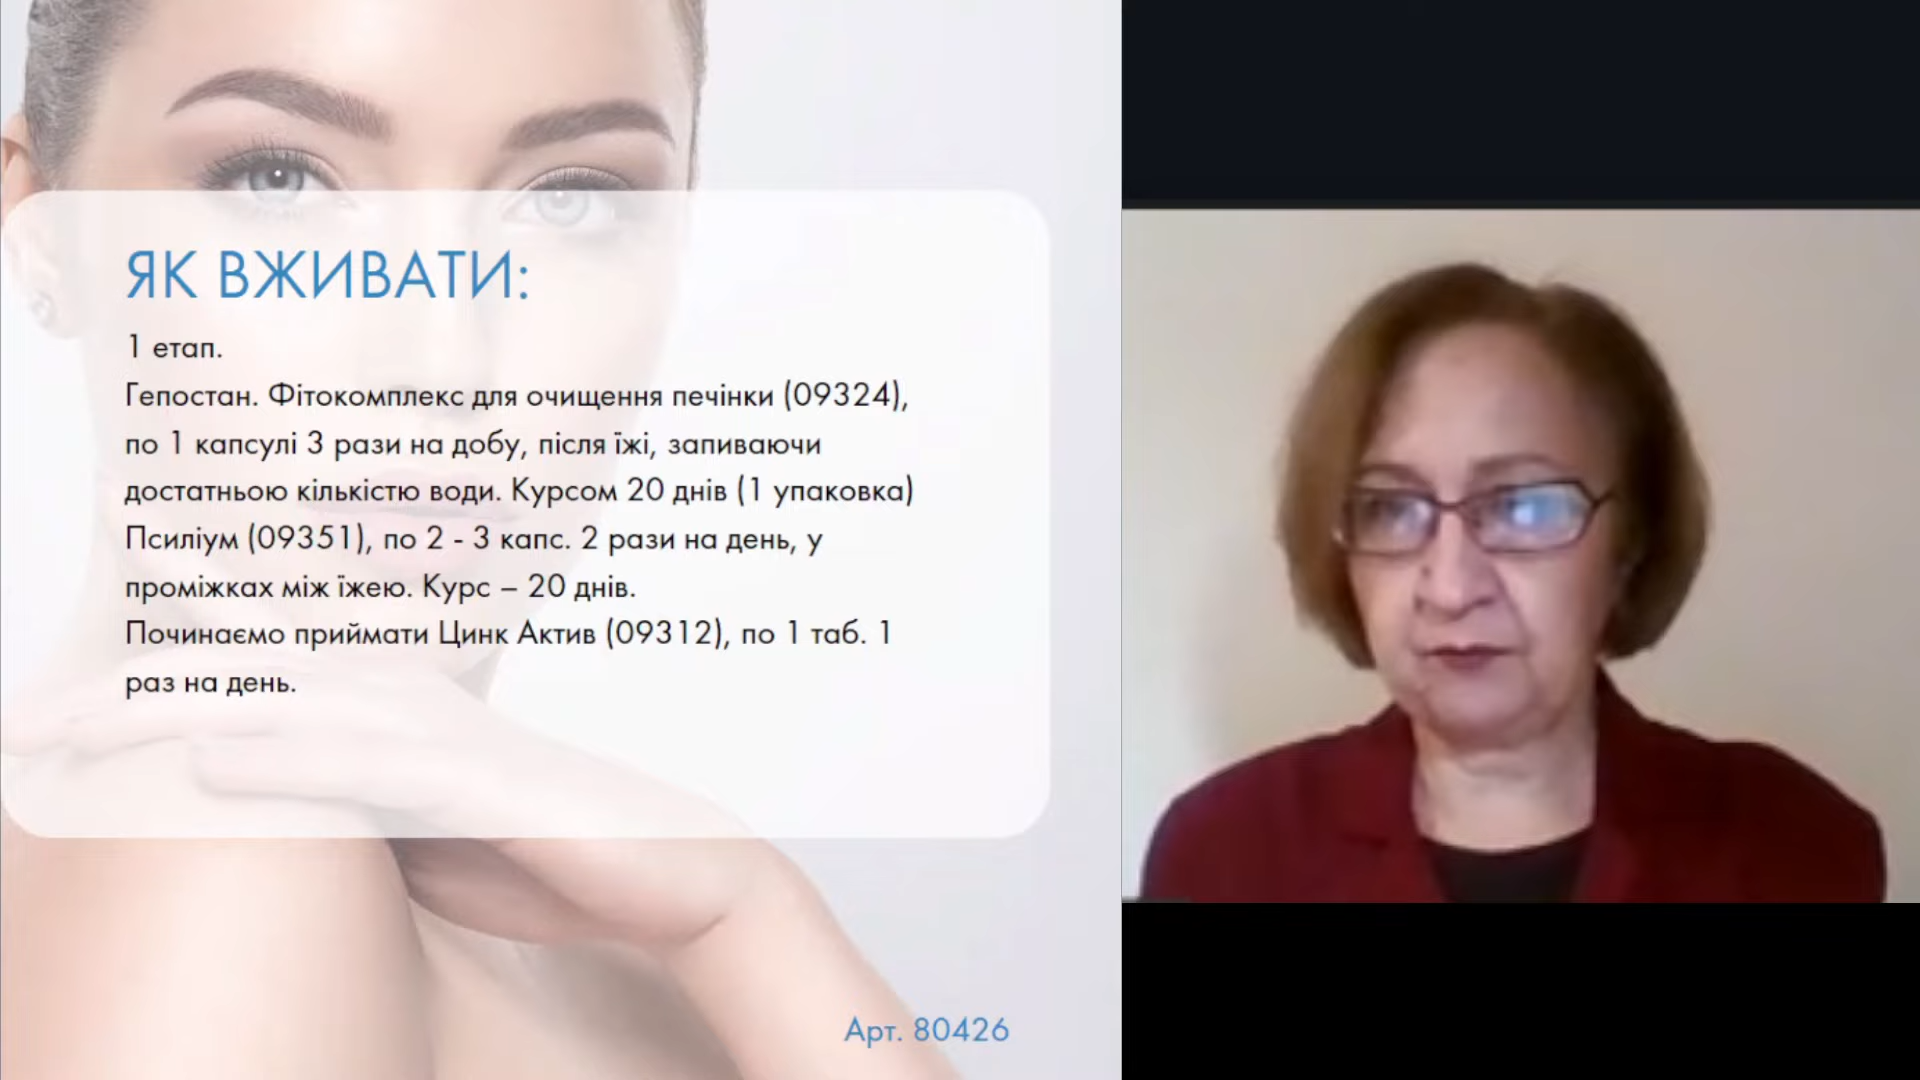 ЯК ВЖИВАТИ:
1 етап.
Гепостан. Фітокомплекс для очищення печінки (09324),
по 1 капсулі 3 рази на добу, після їжі, запиваючи
достатньою кількістю води. Курсом 20 днів (1 упаковка)
Псиліум (09351), по 2 - 3 капс. 2 рази на день, у
проміжках між їжею. Курс – 20 днів.
Починаємо приймати Цинк Актив (09312), по 1 таб. 1
раз на день.
Арт. 80426